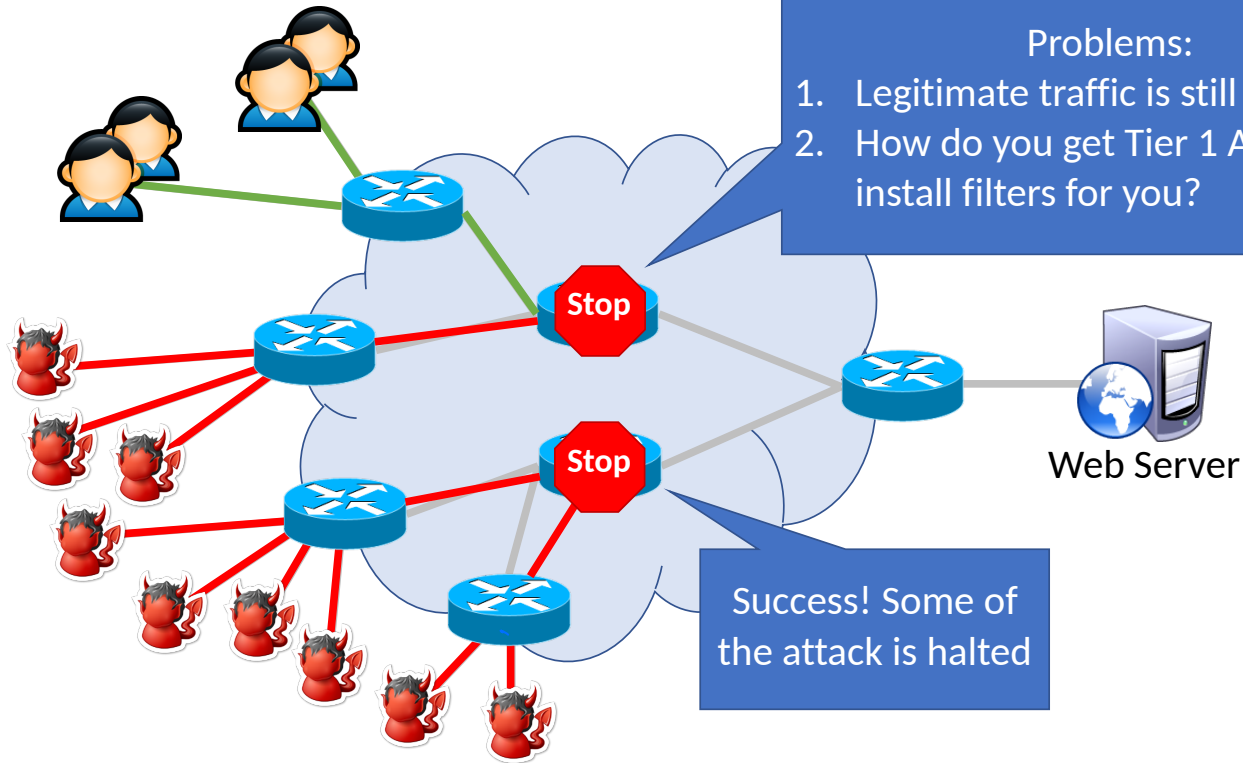 Problems:
1. Legitimate traffic is still
2. How do you get Tier 1 A
install filters for you?
Stop
Stop
Web Server
Success! Some of
the attack is halted